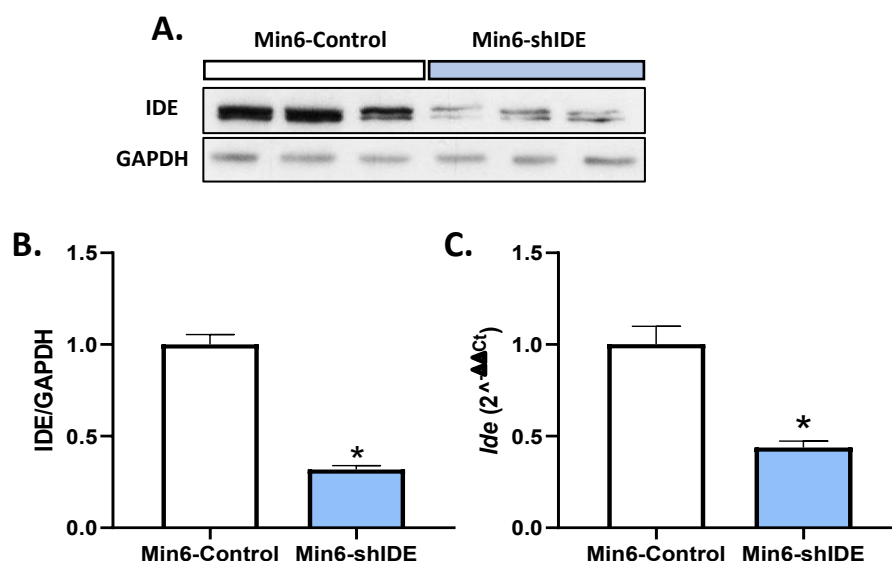 A.
Min6-Control Min6-shIDE
IDE
GAPDH
B.
IDE/GAPDH
1.5
1.0
0.5
0.0
*
Min6-Control Min6-shIDE
C.
Ide (2^-ΔΔCt)
1.5
1.0
0.5
0.0
*
Min6-Control Min6-shIDE